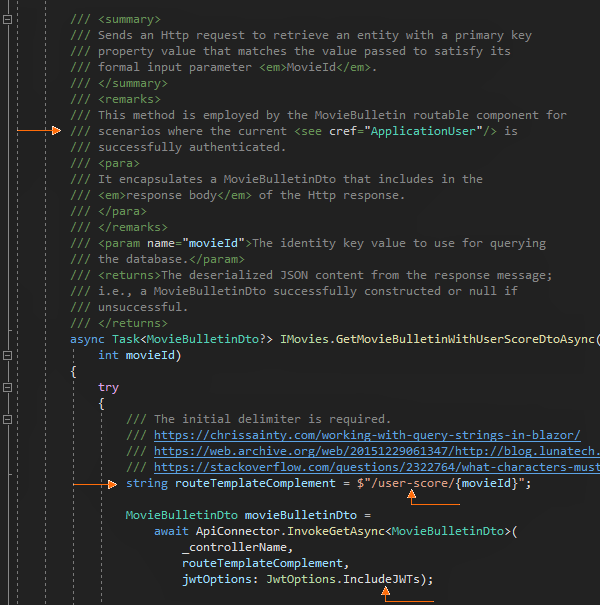 /// <summary>
/// Sends an Http request to retrieve an entity with a primary key
/// property value that matches the value passed to satisfy its
/// formal input parameter <em>MovieId</em>.
/// </summary>
/// <remarks>
/// This method is employed by the MovieBulletin routable component for
/// scenarios where the current <see cref="ApplicationUser"/> is
/// successfully authenticated.
/// <para>
/// It encapsulates a MovieBulletinDto that includes in the
/// <em>response body</em> of the Http response.
/// </para>
/// </remarks>
/// <param name="movieId">The identity key value to use for querying
/// the database.</param>
/// <returns>The deserialized JSON content from the response message;
/// i.e., a MovieBulletinDto successfully constructed or null if
/// unsuccessful.
/// </returns>
async Task<MovieBulletinDto?> IMovies.GetMovieBulletinWithUserScoreDtoAsync(
int movieId)
{
try
{
/// The initial delimiter is required.
/// https://chrissainty.com/working-with-query-strings-in-blazor/
/// https://web.archive.org/web/20151229061347/http://blog.lunatech.
/// https://stackoverflow.com/questions/2322764/what-characters-must
string routeTemplateComplement = $"/user-score/{movieId}";
MovieBulletinDto movieBulletinDto =
await ApiConnector.InvokeGetAsync<MovieBulletinDto>(
_controllerName,
routeTemplateComplement,
jwtOptions: JwtOptions.IncludeJWTs);